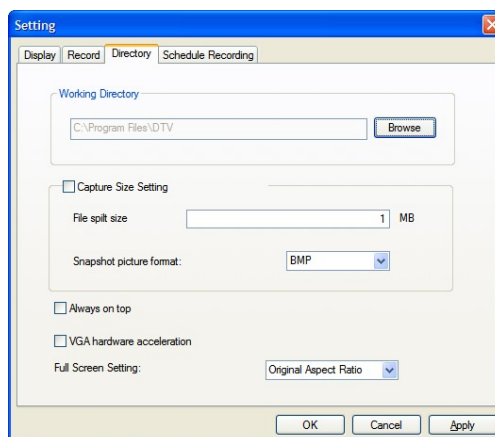 Setting
Display Record Directory Schedule Recording
Working Directory
C:\Program Files\DTV Browse
Capture Size Setting
File spilt size 1 MB
Snapshot picture format: BMP
Always on top
VGA hardware acceleration
Full Screen Setting: Original Aspect Ratio
OK Cancel Apply